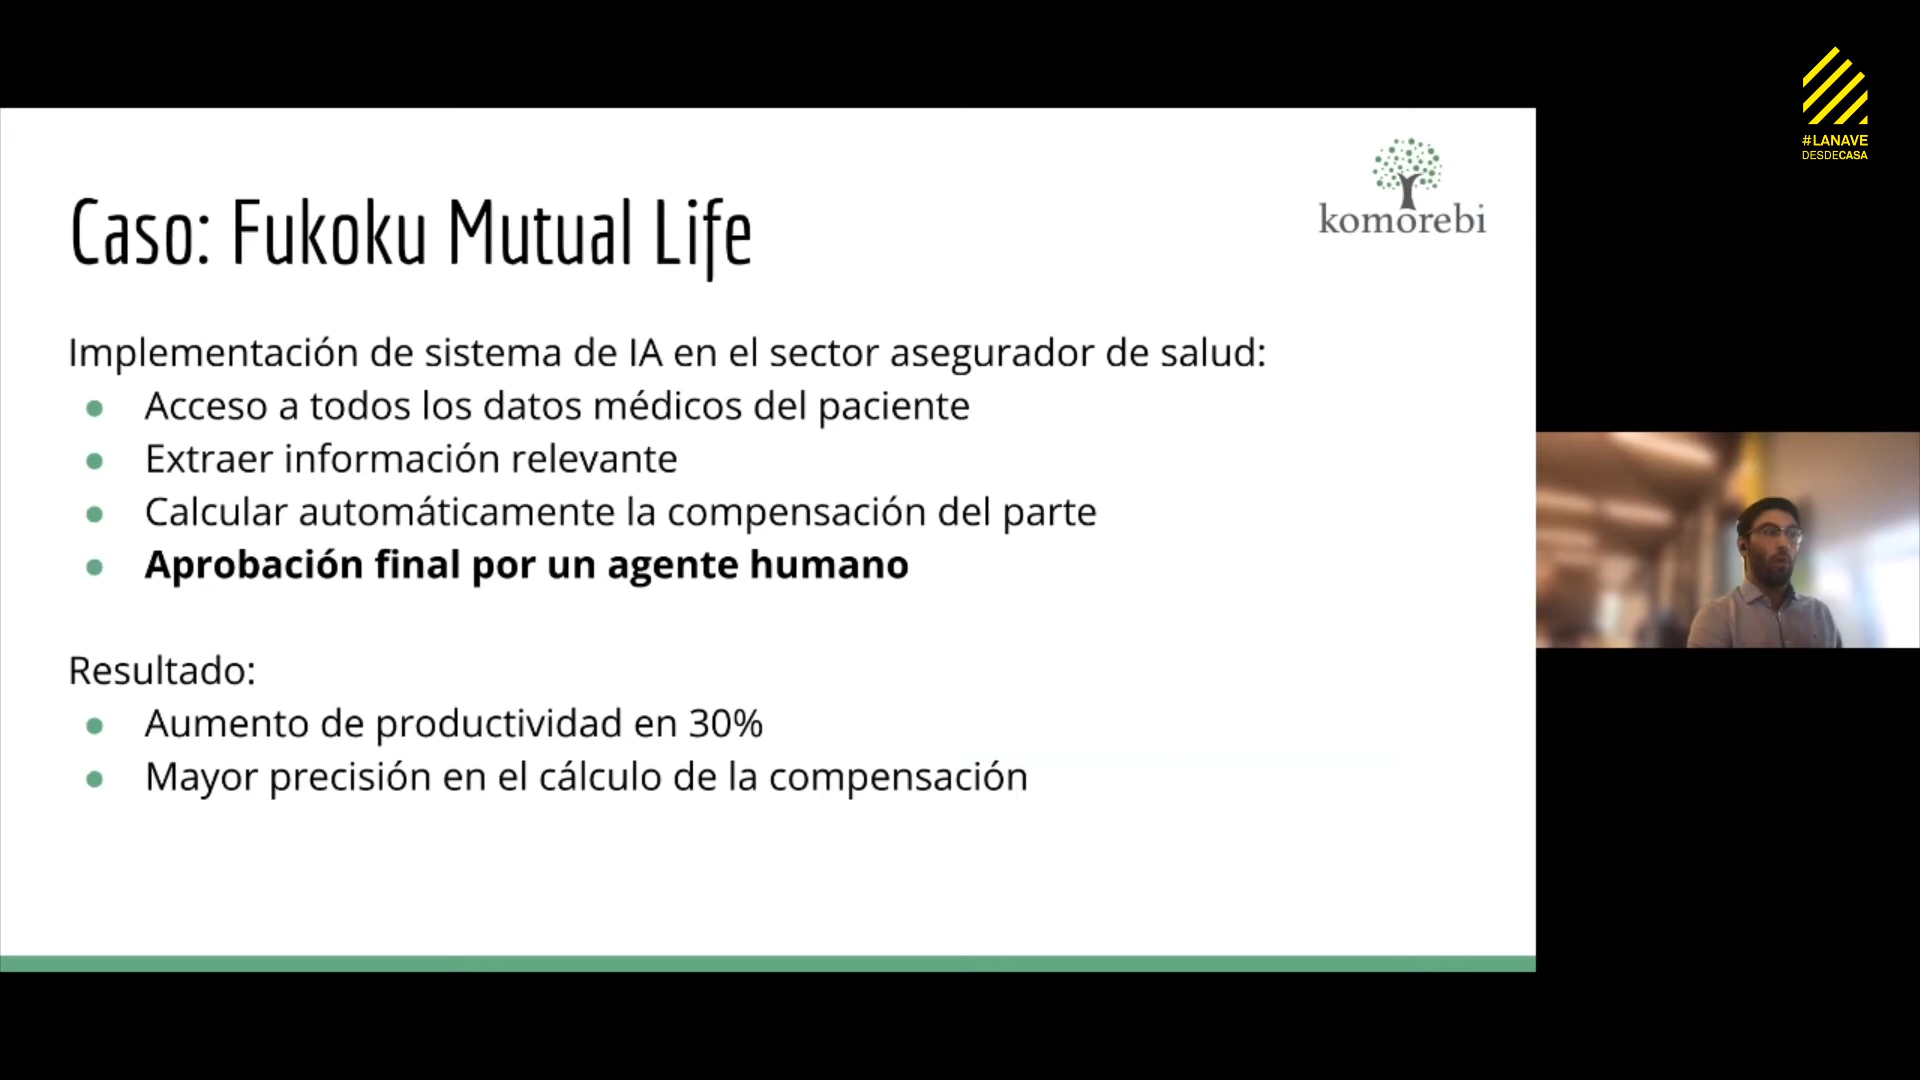 #LANAVE
DESDECASA
komorebi
Caso: Fukoku Mutual Life
Implementación de sistema de IA en el sector asegurador de salud:
● Acceso a todos los datos médicos del paciente
● Extraer información relevante
● Calcular automáticamente la compensación del parte
● Aprobación final por un agente humano
Resultado:
● Aumento de productividad en 30%
● Mayor precisión en el cálculo de la compensación